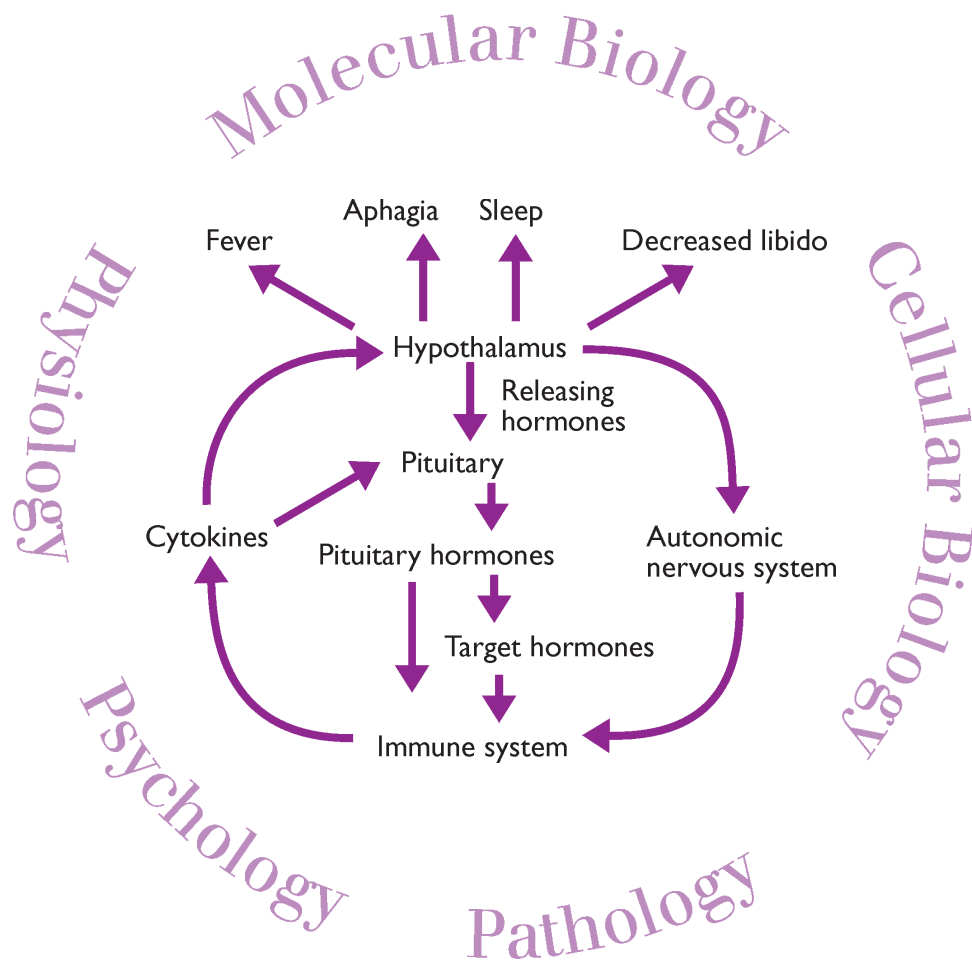 Molecular Biology
Aphagia
Sleep
Fever
Decreased libido
Physiology
Cellular Biology
Hypothalamus
Releasing
hormones
Pituitary
Cytokines
Autonomic
nervous system
Pituitary hormones
Target hormones
Immune system
Psychology
Pathology